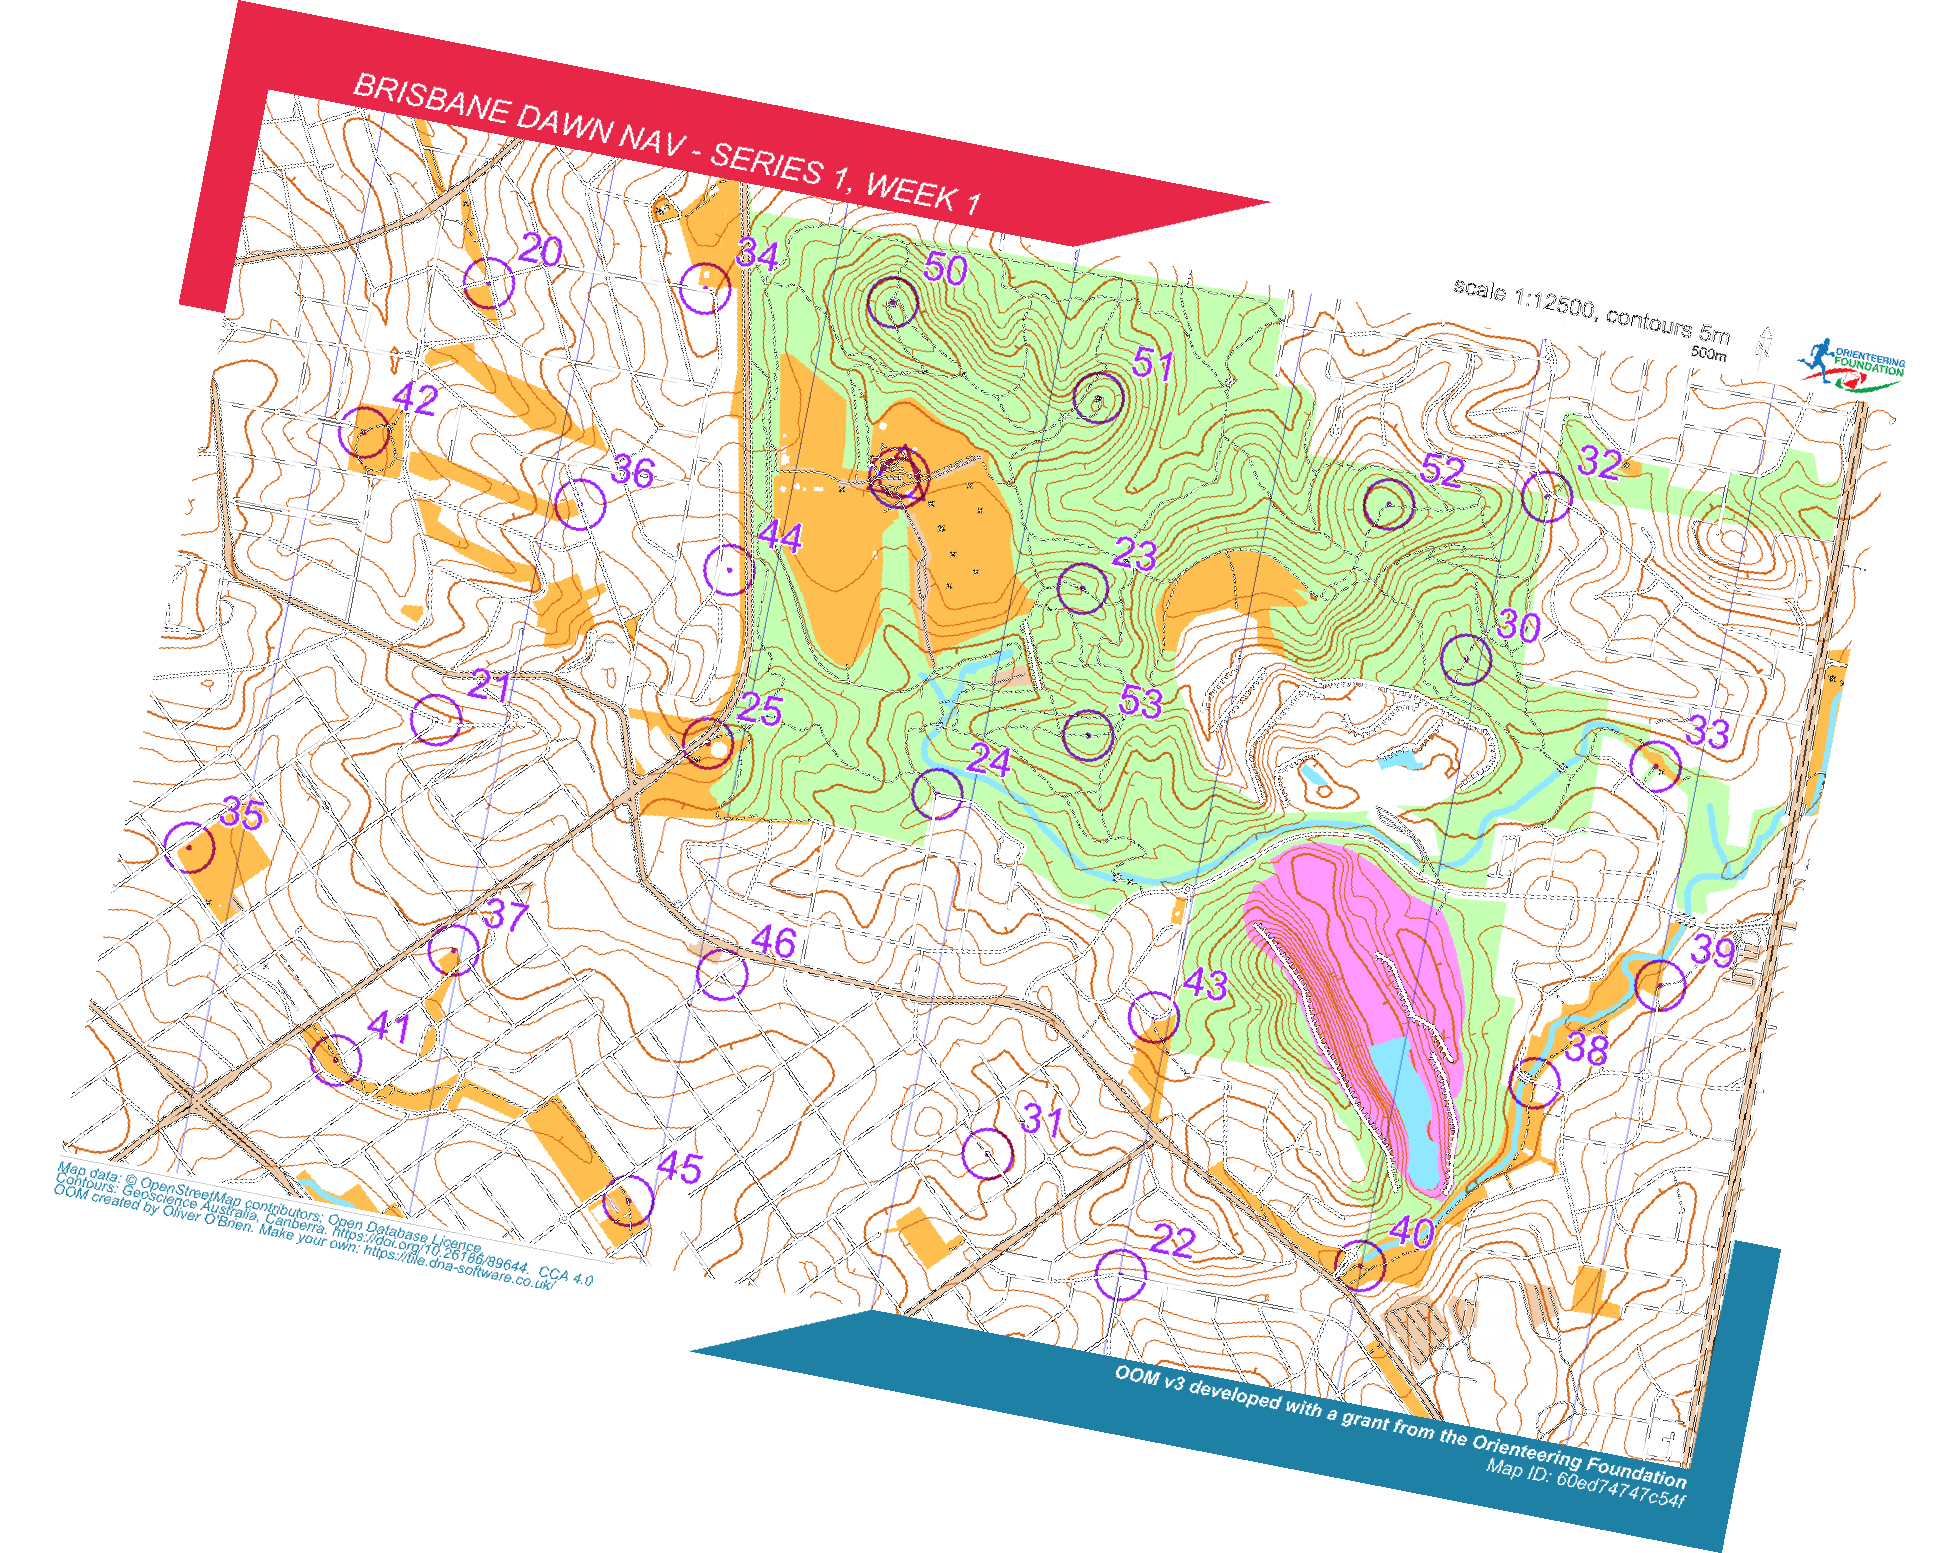 BRISBANE DAWN NAV - SERIES 1, WEEK 1
scale 1:12500, contours 5m
500m
N
ORIENTEERING
FOUNDATION
20
34
50
51
42
36
52
32
44
23
30
21
25
53
33
24
35
37
46
43
39
41
38
31
45
22
40
Map data: © OpenStreetMap contributors, Open Database Licence.
Contours: Geoscience Australia, Canberra. https://doi.org/10.26186/89644. CCA 4.0
OOM created by Oliver O'Brien. Make your own: https://tile.dna-software.co.uk/
OOM v3 developed with a grant from the Orienteering Foundation
Map ID: 60ed74747c54f